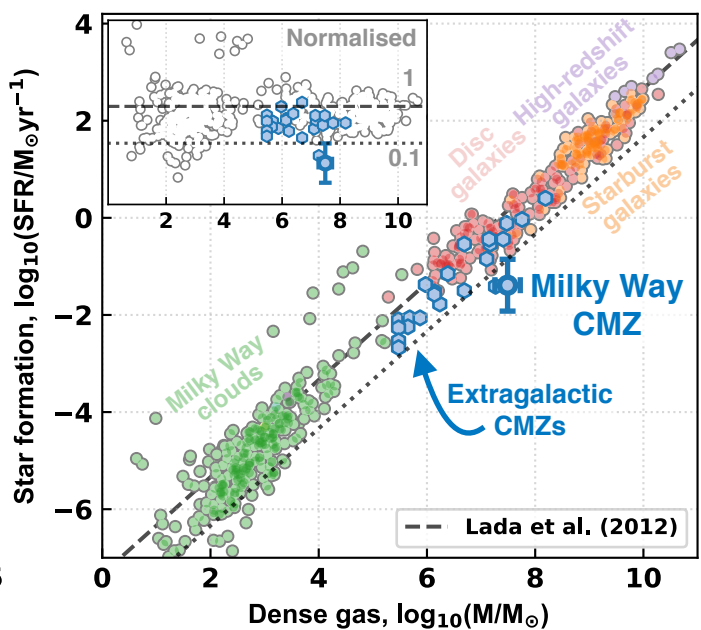 Normalised
1
0.1
2 4 6 8 10
4
2
0
−2
−4
−6
Star formation, log10(SFR/M⊙yr−1)
High-redshift
galaxies
Disc
galaxies
Starburst
galaxies
Milky Way
CMZ
Milky Way
clouds
Extragalactic
CMZs
Lada et al. (2012)
0 2 4 6 8 10
Dense gas, log10(M/M⊙)